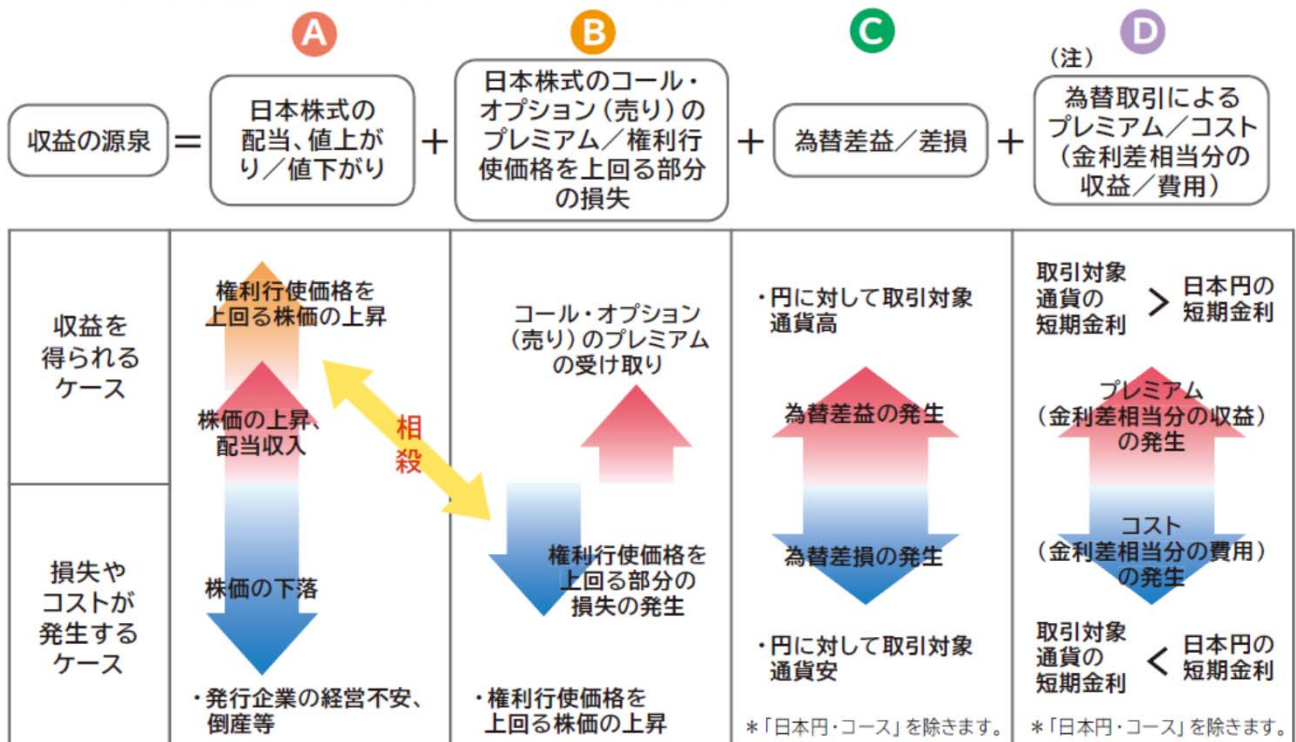 A
B
C
D
(注)
収益の源泉
=
日本株式の
配当、値上が
り／値下がり
+
日本株式のコール・
オプション（売り）の
プレミアム／権利行
使価格を上回る部分
の損失
+
為替差益／差損
+
為替取引による
プレミアム／コスト
（金利差相当分の
収益／費用）
収益を
得られる
ケース
権利行使価格を
上回る株価の上昇
株価の上昇、
配当収入
相
殺
コール・オプション
（売り）のプレミアム
の受け取り
・円に対して取引対象
通貨高
為替差益の発生
取引対象
通貨の
短期金利
>
日本円の
短期金利
プレミアム
（金利差相当分の収益）
の発生
損失や
コストが
発生する
ケース
株価の下落
・発行企業の経営不安、
倒産等
権利行使価格を
上回る部分の
損失の発生
・権利行使価格を
上回る株価の上昇
為替差損の発生
・円に対して取引対象
通貨安
＊「日本円・コース」を除きます。
コスト
（金利差相当分の費用）
の発生
取引対象
通貨の
短期金利
<
日本円の
短期金利
＊「日本円・コース」を除きます。